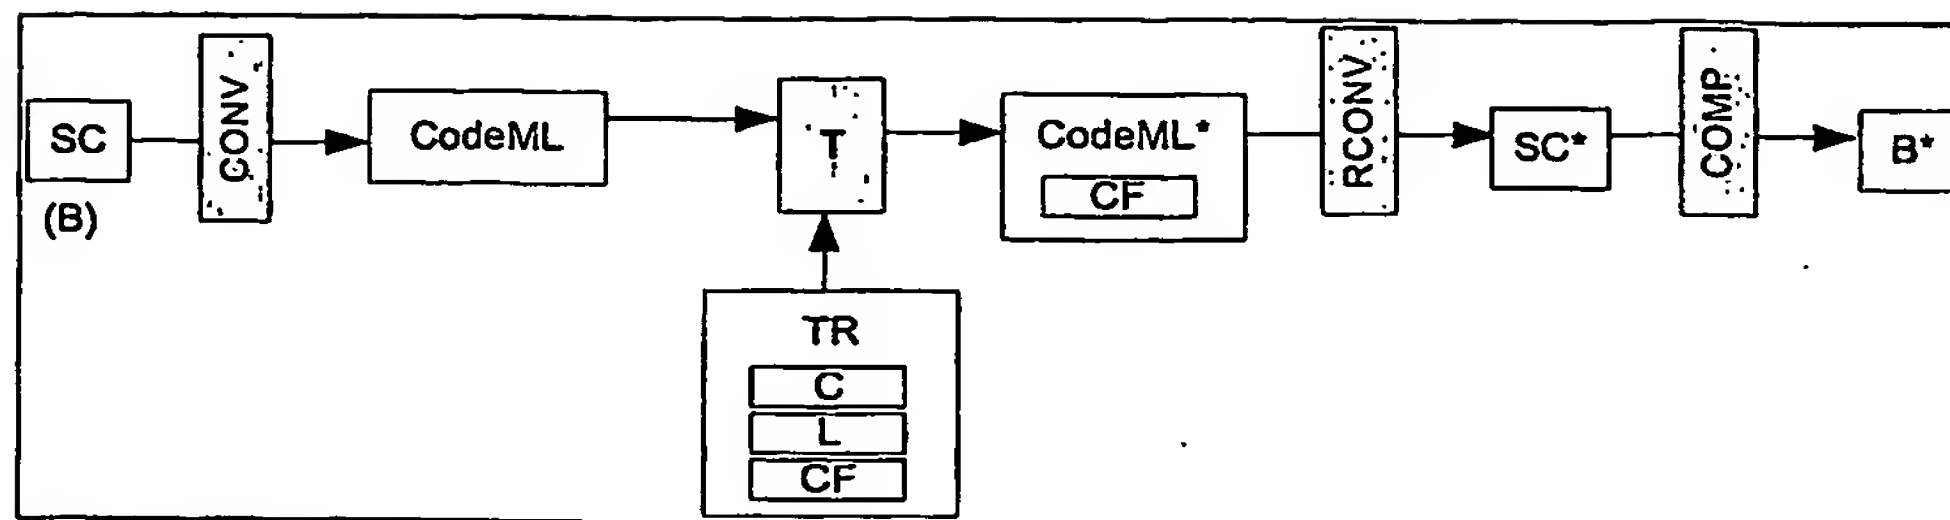 SC
(B)
CONV
CodeML
T
TR
C
L
CF
CodeML*
CF
RCONV
SC*
COMP
B*